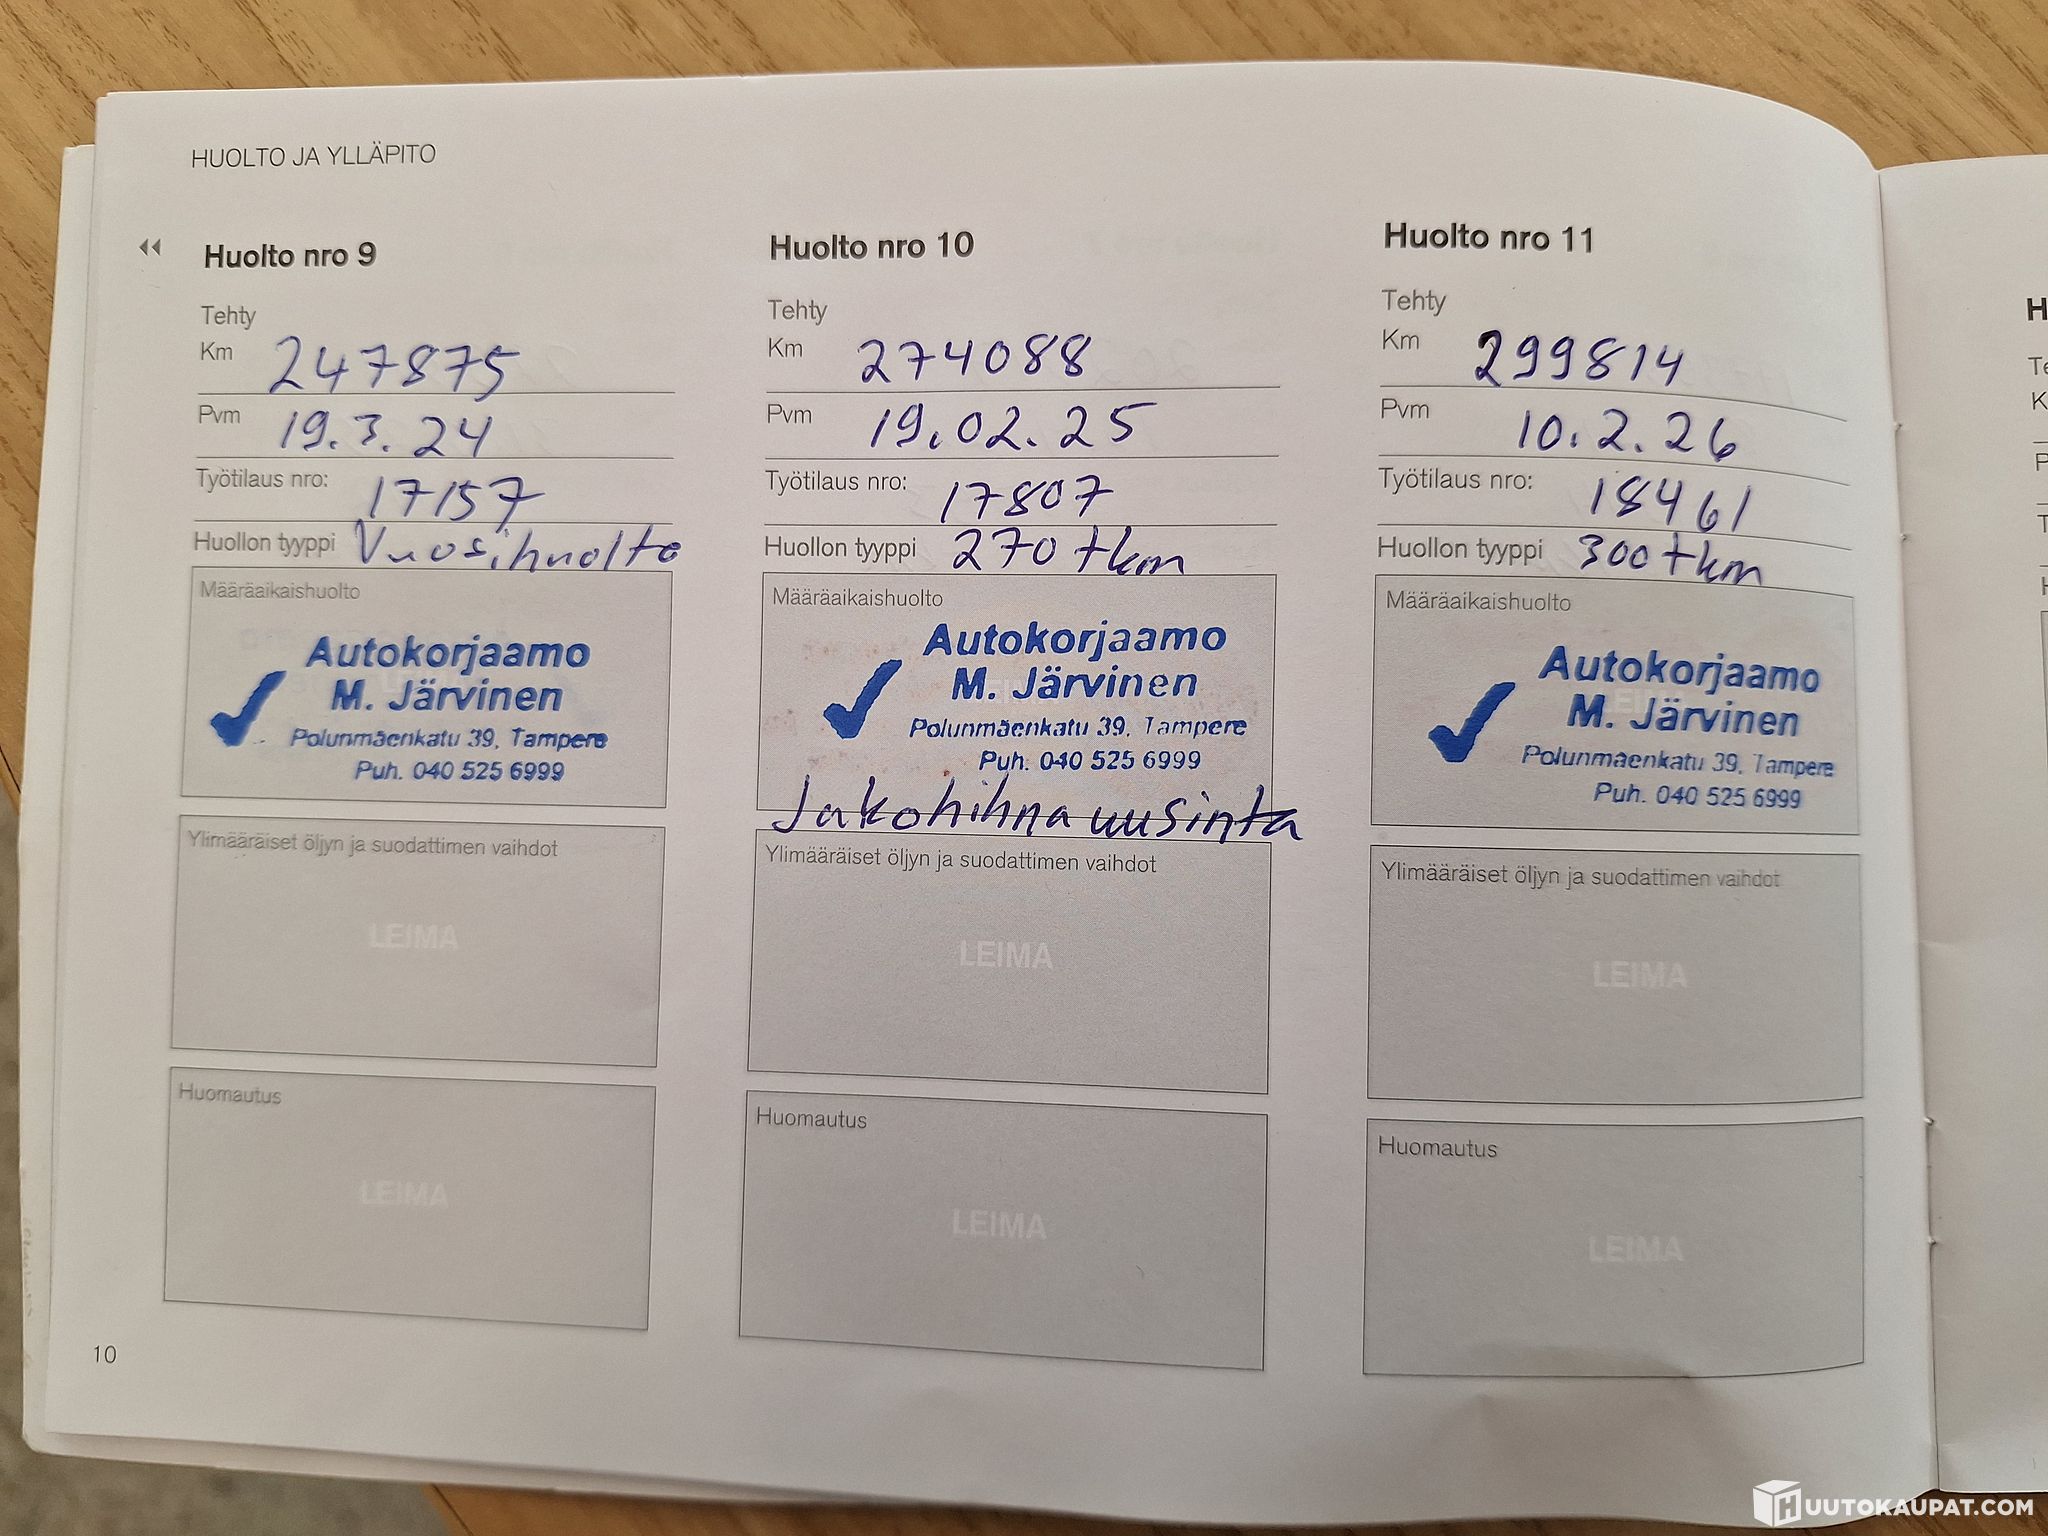 HUOLTO JA YLLÄPITO
Huolto nro 9
Tehty
Km 247875
Pvm 19.3.24
Työtilaus nro: 17157
Huollon tyyppi Vuosihuolto
Määräaikaishuolto
Autokorjaamo
M. Järvinen
Polunmäenkatu 39, Tampere
Puh. 040 525 6999
Ylimääräiset öljyn ja suodattimen vaihdot
LEIMA
Huomautus
LEIMA
10
Huolto nro 10
Tehty
Km 274088
Pvm 19.02.25
Työtilaus nro: 17807
Huollon tyyppi 270 tkm
Määräaikaishuolto
Autokorjaamo
M. Järvinen
Polunmäenkatu 39, Tampere
Puh. 040 525 6999
Jakohihna uusinta
Ylimääräiset öljyn ja suodattimen vaihdot
LEIMA
Huomautus
LEIMA
Huolto nro 11
Tehty
Km 299814
Pvm 10.2.26
Työtilaus nro: 18461
Huollon tyyppi 300 tkm
Määräaikaishuolto
Autokorjaamo
M. Järvinen
Polunmäenkatu 39, Tampere
Puh. 040 525 6999
Ylimääräiset öljyn ja suodattimen vaihdot
LEIMA
Huomautus
LEIMA
HUUTOKAUPAT.COM